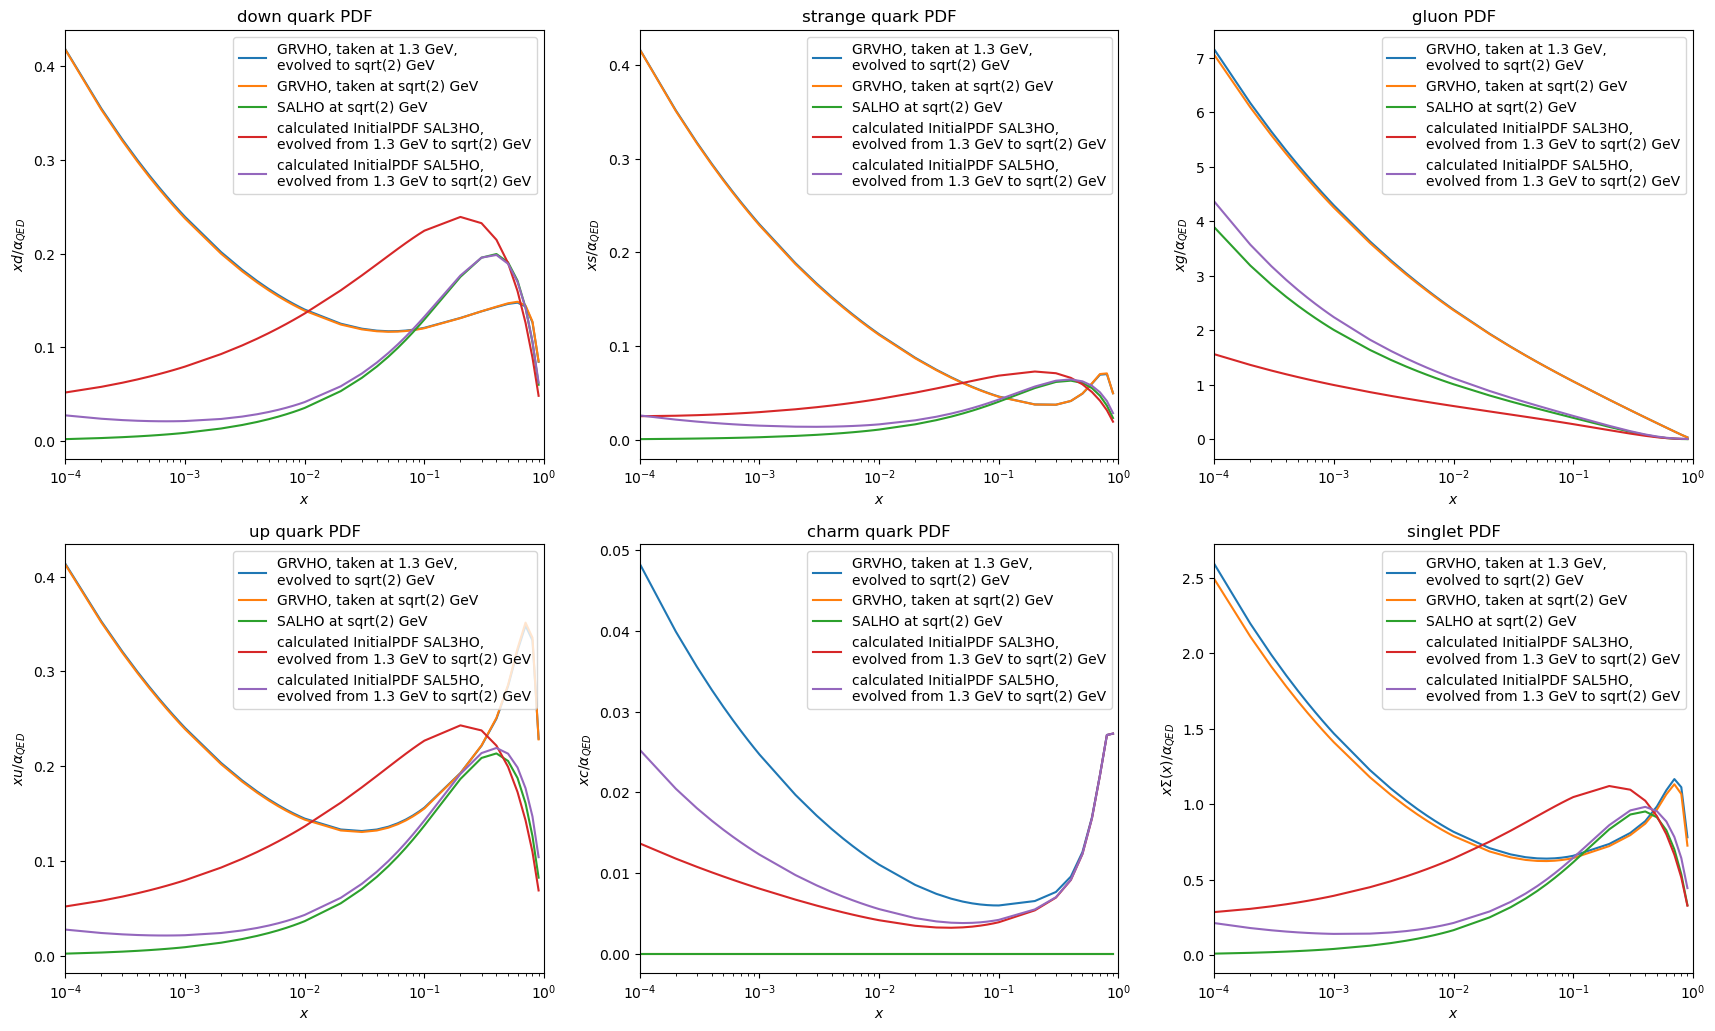 down quark PDF
0.4
0.3
0.2
0.1
0.0
xd/α_QED
GRVHO, taken at 1.3 GeV,
evolved to sqrt(2) GeV
GRVHO, taken at sqrt(2) GeV
SALHO at sqrt(2) GeV
calculated InitialPDF SAL3HO,
evolved from 1.3 GeV to sqrt(2) GeV
calculated InitialPDF SAL5HO,
evolved from 1.3 GeV to sqrt(2) GeV
10⁻⁴ 10⁻³ 10⁻² 10⁻¹ 10⁰
x
strange quark PDF
0.4
0.3
0.2
0.1
0.0
xs/α_QED
GRVHO, taken at 1.3 GeV,
evolved to sqrt(2) GeV
GRVHO, taken at sqrt(2) GeV
SALHO at sqrt(2) GeV
calculated InitialPDF SAL3HO,
evolved from 1.3 GeV to sqrt(2) GeV
calculated InitialPDF SAL5HO,
evolved from 1.3 GeV to sqrt(2) GeV
10⁻⁴ 10⁻³ 10⁻² 10⁻¹ 10⁰
x
gluon PDF
7
6
5
4
3
2
1
0
xg/α_QED
GRVHO, taken at 1.3 GeV,
evolved to sqrt(2) GeV
GRVHO, taken at sqrt(2) GeV
SALHO at sqrt(2) GeV
calculated InitialPDF SAL3HO,
evolved from 1.3 GeV to sqrt(2) GeV
calculated InitialPDF SAL5HO,
evolved from 1.3 GeV to sqrt(2) GeV
10⁻⁴ 10⁻³ 10⁻² 10⁻¹ 10⁰
x
up quark PDF
0.4
0.3
0.2
0.1
0.0
xu/α_QED
GRVHO, taken at 1.3 GeV,
evolved to sqrt(2) GeV
GRVHO, taken at sqrt(2) GeV
SALHO at sqrt(2) GeV
calculated InitialPDF SAL3HO,
evolved from 1.3 GeV to sqrt(2) GeV
calculated InitialPDF SAL5HO,
evolved from 1.3 GeV to sqrt(2) GeV
10⁻⁴ 10⁻³ 10⁻² 10⁻¹ 10⁰
x
charm quark PDF
0.05
0.04
0.03
0.02
0.01
0.00
xc/α_QED
GRVHO, taken at 1.3 GeV,
evolved to sqrt(2) GeV
GRVHO, taken at sqrt(2) GeV
SALHO at sqrt(2) GeV
calculated InitialPDF SAL3HO,
evolved from 1.3 GeV to sqrt(2) GeV
calculated InitialPDF SAL5HO,
evolved from 1.3 GeV to sqrt(2) GeV
10⁻⁴ 10⁻³ 10⁻² 10⁻¹ 10⁰
x
singlet PDF
2.5
2.0
1.5
1.0
0.5
0.0
xΣ(x)/α_QED
GRVHO, taken at 1.3 GeV,
evolved to sqrt(2) GeV
GRVHO, taken at sqrt(2) GeV
SALHO at sqrt(2) GeV
calculated InitialPDF SAL3HO,
evolved from 1.3 GeV to sqrt(2) GeV
calculated InitialPDF SAL5HO,
evolved from 1.3 GeV to sqrt(2) GeV
10⁻⁴ 10⁻³ 10⁻² 10⁻¹ 10⁰
x